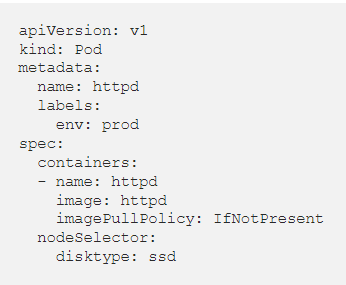 apiVersion: v1
kind: Pod
metadata:
  name: httpd
  labels:
    env: prod
spec:
  containers:
  - name: httpd
    image: httpd
    imagePullPolicy: IfNotPresent
  nodeSelector:
    disktype: ssd